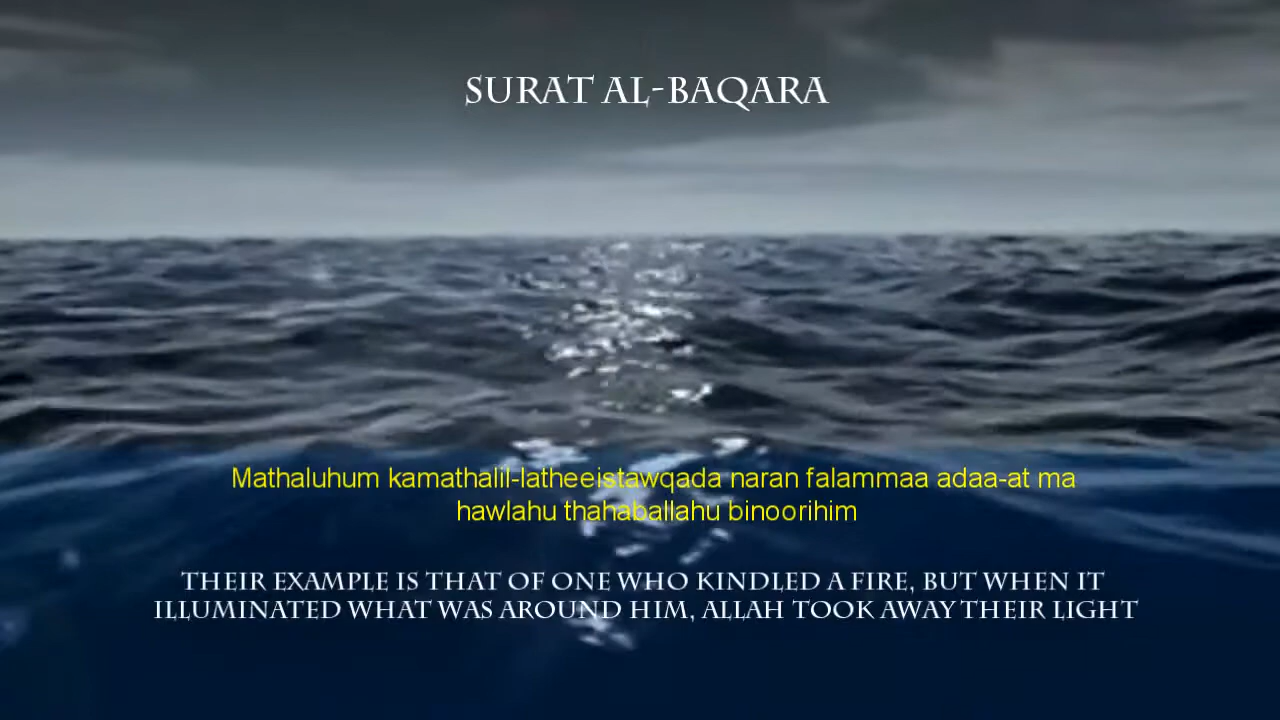 SURAT AL-BAQARA
Mathaluhum kamathalil-latheeistawqada naran falammaa adaa-at ma
hawlahu thahaballahu binoorihim
THEIR EXAMPLE IS THAT OF ONE WHO KINDLED A FIRE, BUT WHEN IT
ILLUMINATED WHAT WAS AROUND HIM, ALLAH TOOK AWAY THEIR LIGHT